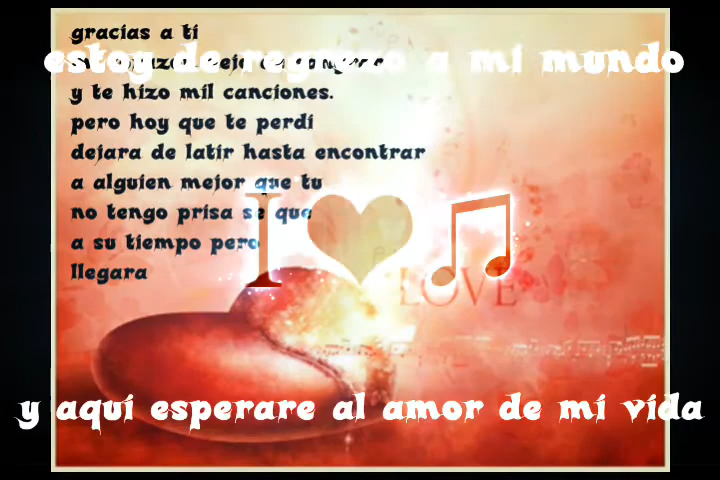 gracias a ti
estoy de regrezo a mi mundo
y te hizo mil canciones.
pero hoy que te perdi
dejara de latir hasta encontrar
a alguien mejor que tu
no tengo prisa se que
a su tiempo pero
llegara
I ♥ ♫
LOVE
y aqui esperare al amor de mi vida